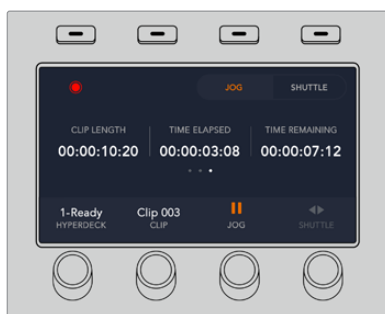 JOG SHUTTLE
CLIP LENGTH TIME ELAPSED TIME REMAINING
00:00:10:20 00:00:03:08 00:00:07:12
1-Ready Clip 003
HYPERDECK CLIP JOG SHUTTLE